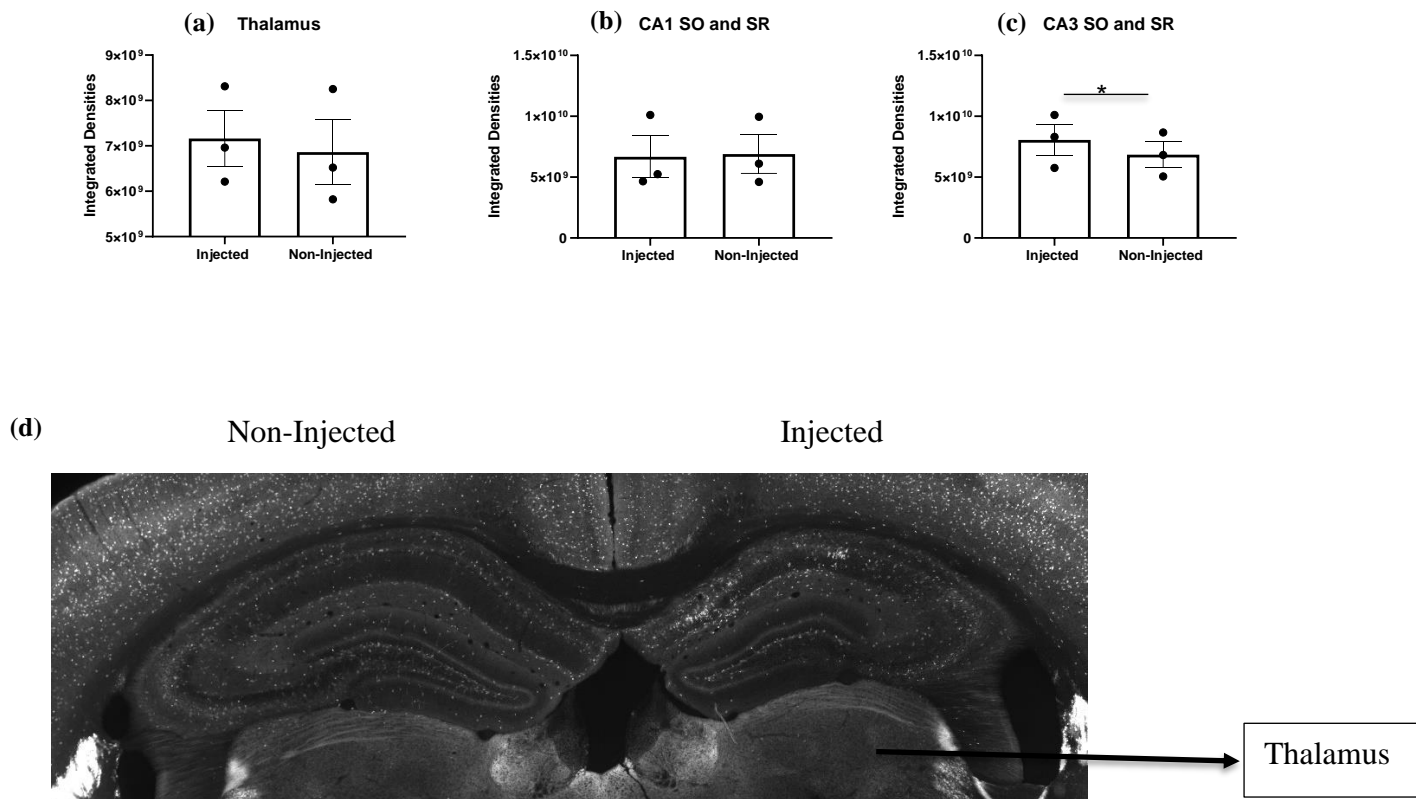 (a) Thalamus
Integrated Densities
9×10⁹
8×10⁹
7×10⁹
6×10⁹
5×10⁹
Injected Non-Injected
(b) CA1 SO and SR
Integrated Densities
1.5×10¹⁰
1×10¹⁰
5×10⁹
0
Injected Non-Injected
(c) CA3 SO and SR
Integrated Densities
1.5×10¹⁰
1×10¹⁰
5×10⁹
0
*
Injected Non-Injected
(d) Non-Injected Injected
Thalamus